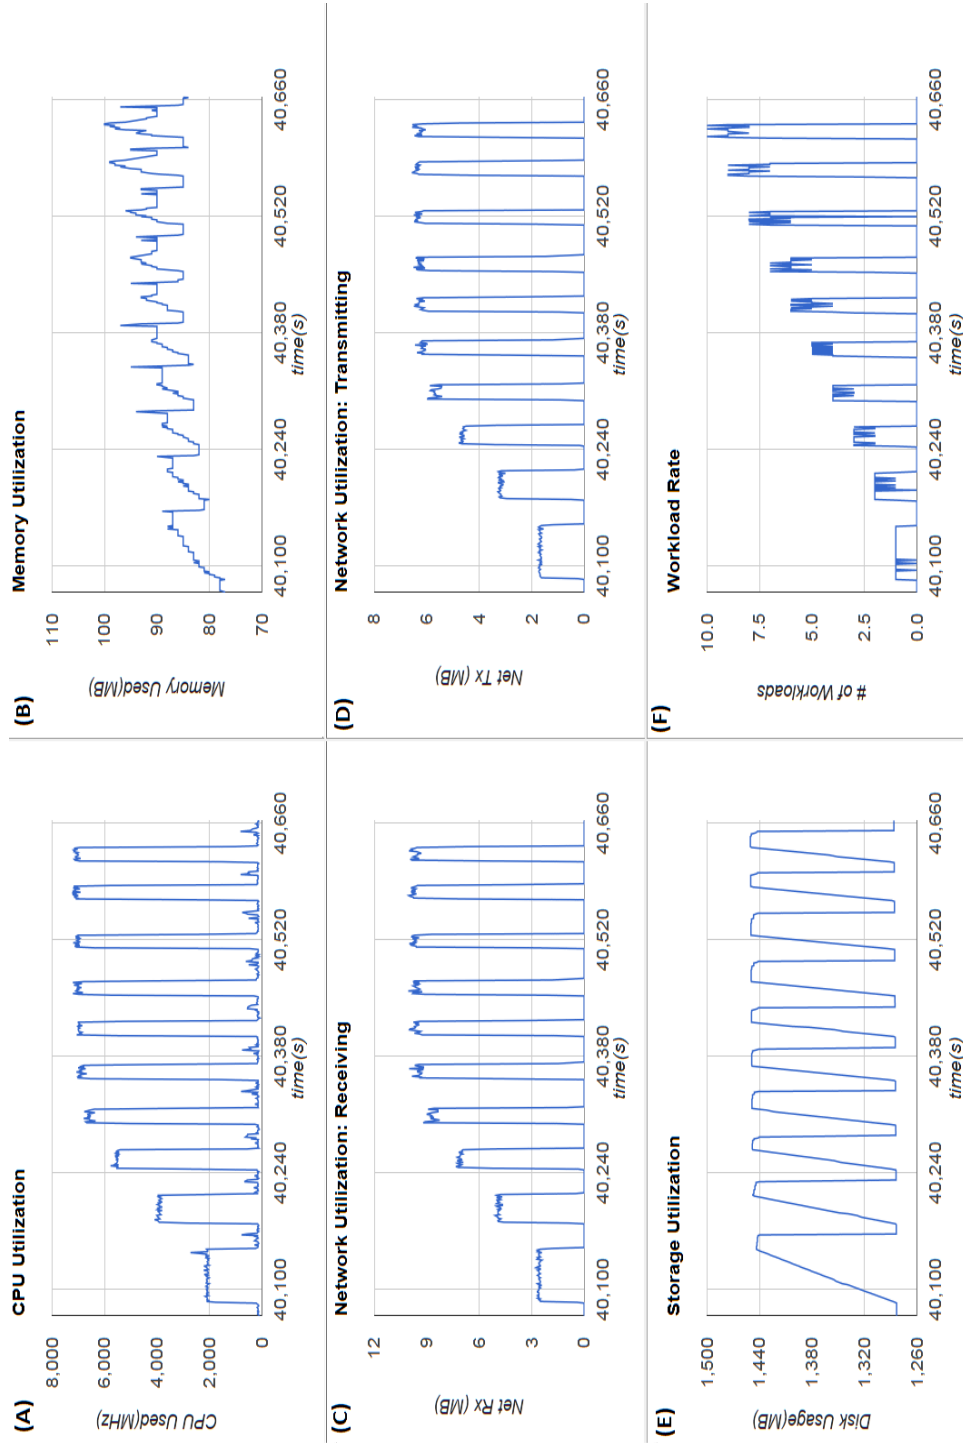 (A)
CPU Utilization
8,000
6,000
4,000
2,000
0
CPU Used(MHz)
40,100
40,240
40,380
40,520
40,660
time(s)
(B)
Memory Utilization
110
100
90
80
70
Memory Used(MB)
40,100
40,240
40,380
40,520
40,660
time(s)
(C)
Network Utilization: Receiving
12
9
6
3
0
Net Rx (MB)
40,100
40,240
40,380
40,520
40,660
time(s)
(D)
Network Utilization: Transmitting
8
6
4
2
0
Net Tx (MB)
40,100
40,240
40,380
40,520
40,660
time(s)
(E)
Storage Utilization
1,500
1,440
1,380
1,320
1,260
Disk Usage(MB)
40,100
40,240
40,380
40,520
40,660
time(s)
(F)
Workload Rate
10.0
7.5
5.0
2.5
0.0
# of Workloads
40,100
40,240
40,380
40,520
40,660
time(s)